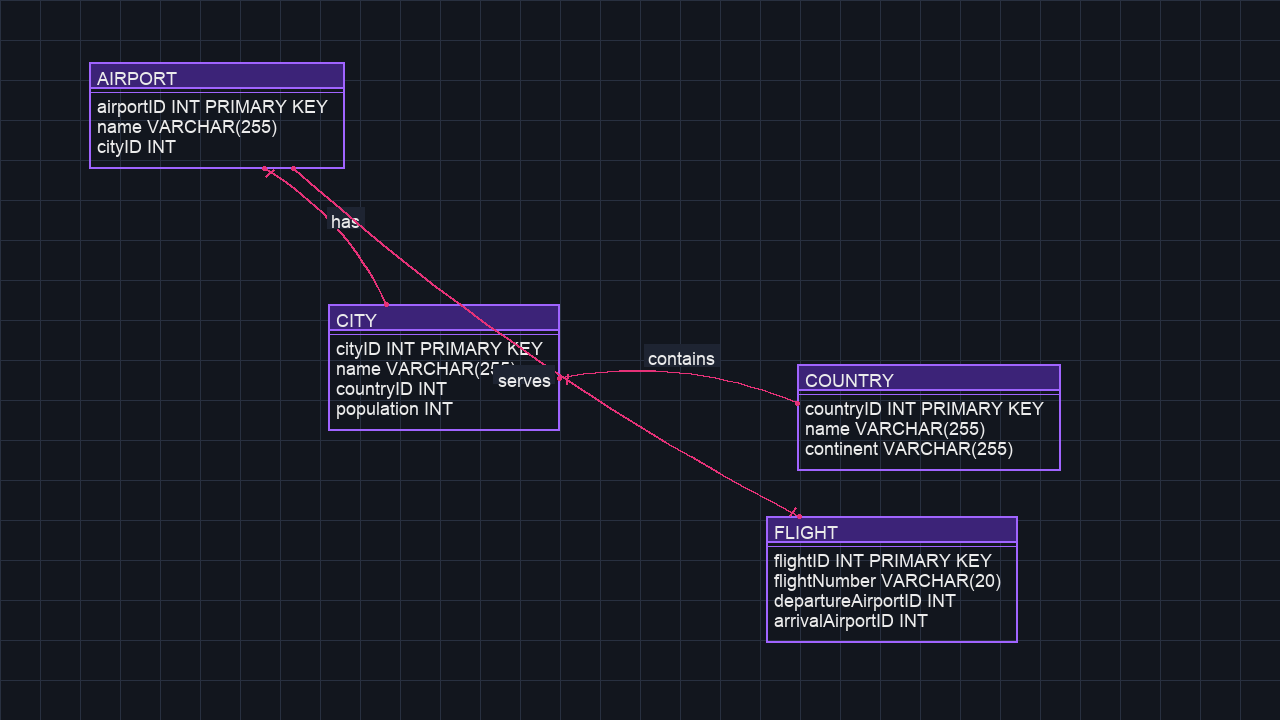 AIRPORT
airportID INT PRIMARY KEY
name VARCHAR(255)
cityID INT
has
CITY
cityID INT PRIMARY KEY
name VARCHAR(255)
countryID INT
population INT
serves
contains
COUNTRY
countryID INT PRIMARY KEY
name VARCHAR(255)
continent VARCHAR(255)
FLIGHT
flightID INT PRIMARY KEY
flightNumber VARCHAR(20)
departureAirportID INT
arrivalAirportID INT